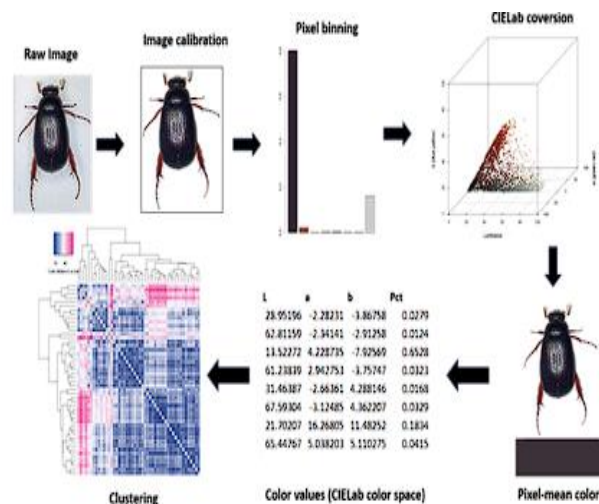 Raw Image
Image calibration
Pixel binning
CIELab coversion
L a b Pct
28.95196 -2.28231 -3.86758 0.0279
62.81159 -2.34141 -2.91258 0.0124
13.52272 4.228735 -7.92569 0.6528
61.23839 2.942753 -3.75747 0.0323
31.46387 -2.66361 4.288146 0.0168
67.59304 -3.12485 4.362207 0.0329
21.70207 16.26805 11.48252 0.1834
65.44767 5.038203 5.110275 0.0415
Clustering
Color values (CIELab color space)
Pixel-mean color